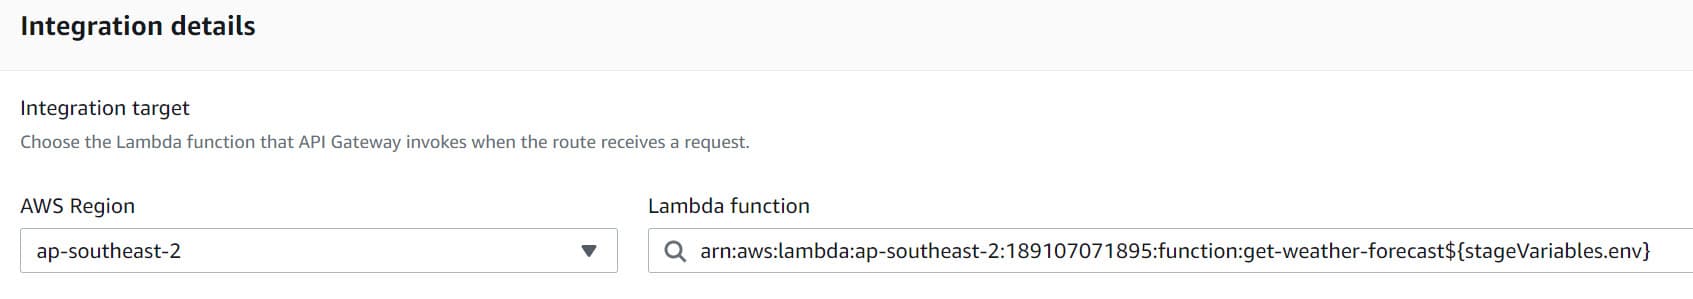 Integration details
Integration target
Choose the Lambda function that API Gateway invokes when the route receives a request.
AWS Region
Lambda function
ap-southeast-2
arn:aws:lambda:ap-southeast-2:189107071895:function:get-weather-forecast${stageVariables.env}